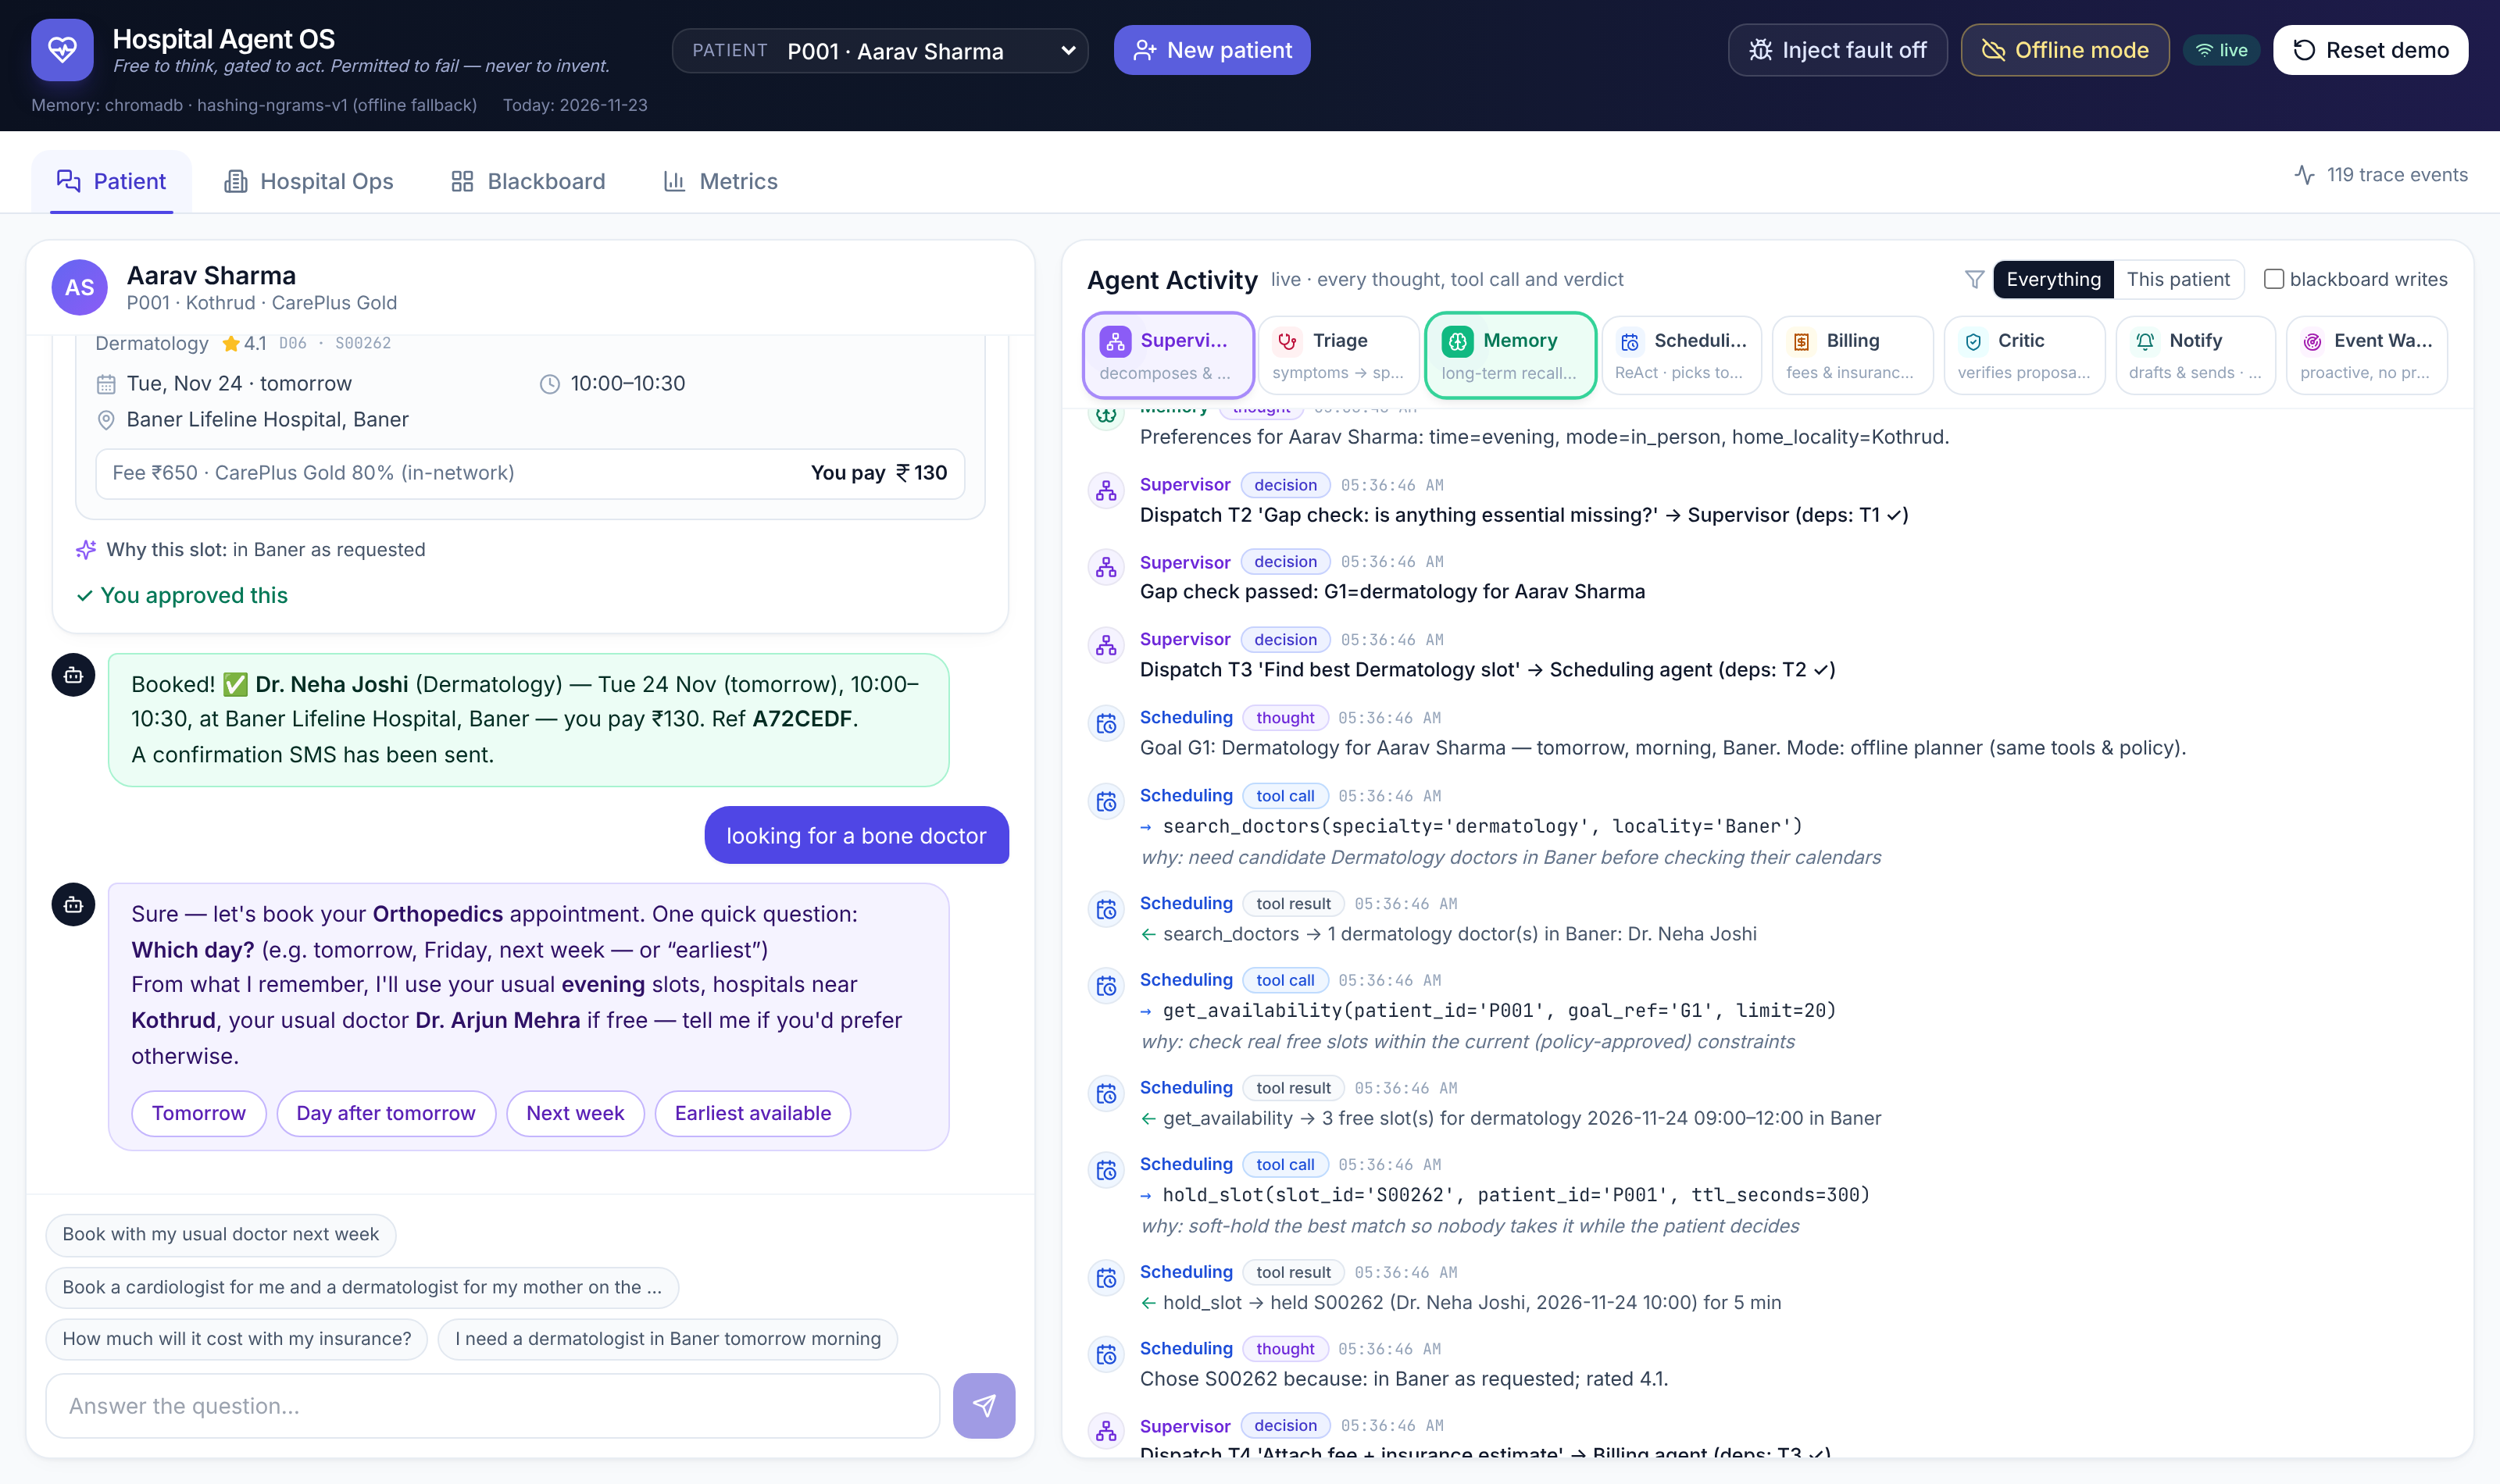 Hospital Agent OS
Free to think, gated to act. Permitted to fail — never to invent.
Memory: chromadb · hashing-ngrams-v1 (offline fallback) Today: 2026-11-23
PATIENT P001 · Aarav Sharma
New patient
Inject fault off
Offline mode
live
Reset demo
Patient
Hospital Ops
Blackboard
Metrics
119 trace events
AS
Aarav Sharma
P001 · Kothrud · CarePlus Gold
Dermatology 4.1 D06 · S00262
Tue, Nov 24 · tomorrow 10:00–10:30
Baner Lifeline Hospital, Baner
Fee ₹650 · CarePlus Gold 80% (in-network) You pay ₹130
Why this slot: in Baner as requested
✓ You approved this
Booked! ✅ Dr. Neha Joshi (Dermatology) — Tue 24 Nov (tomorrow), 10:00–
10:30, at Baner Lifeline Hospital, Baner — you pay ₹130. Ref A72CEDF.
A confirmation SMS has been sent.
looking for a bone doctor
Sure — let's book your Orthopedics appointment. One quick question:
Which day? (e.g. tomorrow, Friday, next week — or “earliest”)
From what I remember, I'll use your usual evening slots, hospitals near
Kothrud, your usual doctor Dr. Arjun Mehra if free — tell me if you'd prefer
otherwise.
Tomorrow
Day after tomorrow
Next week
Earliest available
Book with my usual doctor next week
Book a cardiologist for me and a dermatologist for my mother on the ...
How much will it cost with my insurance?
I need a dermatologist in Baner tomorrow morning
Answer the question...
Agent Activity live · every thought, tool call and verdict
Everything
This patient
blackboard writes
Supervi...
decomposes & ...
Triage
symptoms → sp...
Memory
long-term recall...
Scheduli...
ReAct · picks to...
Billing
fees & insuranc...
Critic
verifies proposa...
Notify
drafts & sends · ...
Event Wa...
proactive, no pr...
Memory thought 05:36:46 AM
Preferences for Aarav Sharma: time=evening, mode=in_person, home_locality=Kothrud.
Supervisor decision 05:36:46 AM
Dispatch T2 'Gap check: is anything essential missing?' → Supervisor (deps: T1 ✓)
Supervisor decision 05:36:46 AM
Gap check passed: G1=dermatology for Aarav Sharma
Supervisor decision 05:36:46 AM
Dispatch T3 'Find best Dermatology slot' → Scheduling agent (deps: T2 ✓)
Scheduling thought 05:36:46 AM
Goal G1: Dermatology for Aarav Sharma — tomorrow, morning, Baner. Mode: offline planner (same tools & policy).
Scheduling tool call 05:36:46 AM
→ search_doctors(specialty='dermatology', locality='Baner')
why: need candidate Dermatology doctors in Baner before checking their calendars
Scheduling tool result 05:36:46 AM
← search_doctors → 1 dermatology doctor(s) in Baner: Dr. Neha Joshi
Scheduling tool call 05:36:46 AM
→ get_availability(patient_id='P001', goal_ref='G1', limit=20)
why: check real free slots within the current (policy-approved) constraints
Scheduling tool result 05:36:46 AM
← get_availability → 3 free slot(s) for dermatology 2026-11-24 09:00–12:00 in Baner
Scheduling tool call 05:36:46 AM
→ hold_slot(slot_id='S00262', patient_id='P001', ttl_seconds=300)
why: soft-hold the best match so nobody takes it while the patient decides
Scheduling tool result 05:36:46 AM
← hold_slot → held S00262 (Dr. Neha Joshi, 2026-11-24 10:00) for 5 min
Scheduling thought 05:36:46 AM
Chose S00262 because: in Baner as requested; rated 4.1.
Supervisor decision 05:36:46 AM
Dispatch T4 'Attach fee + insurance estimate' → Billing agent (deps: T3 ✓)